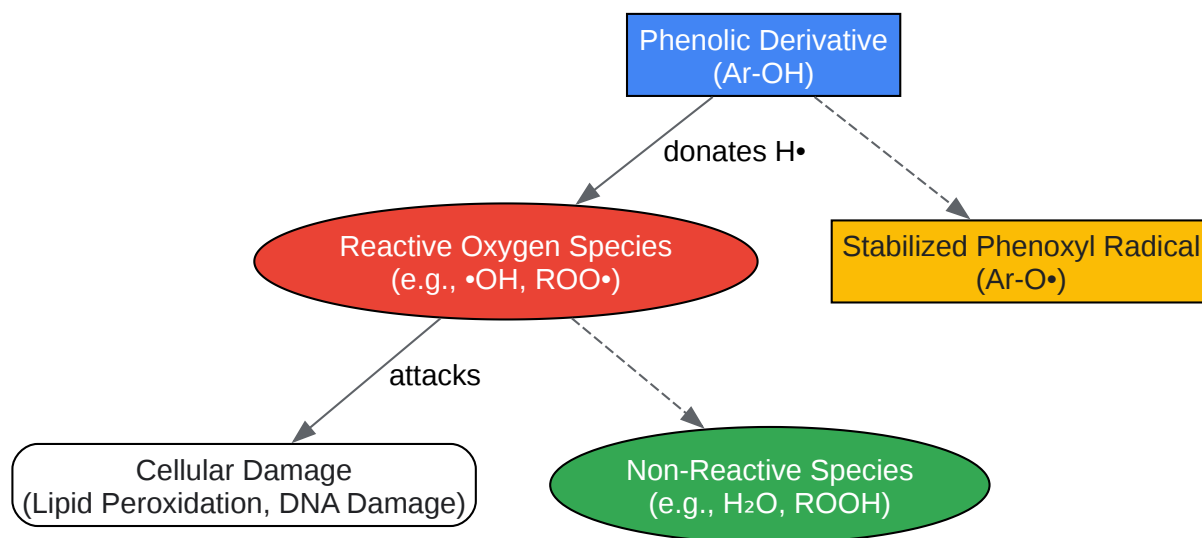 Phenolic Derivative
(Ar-OH)
donates H•
Reactive Oxygen Species
(e.g., •OH, ROO•)
Stabilized Phenoxyl Radical
(Ar-O•)
attacks
Cellular Damage
(Lipid Peroxidation, DNA Damage)
Non-Reactive Species
(e.g., H₂O, ROOH)